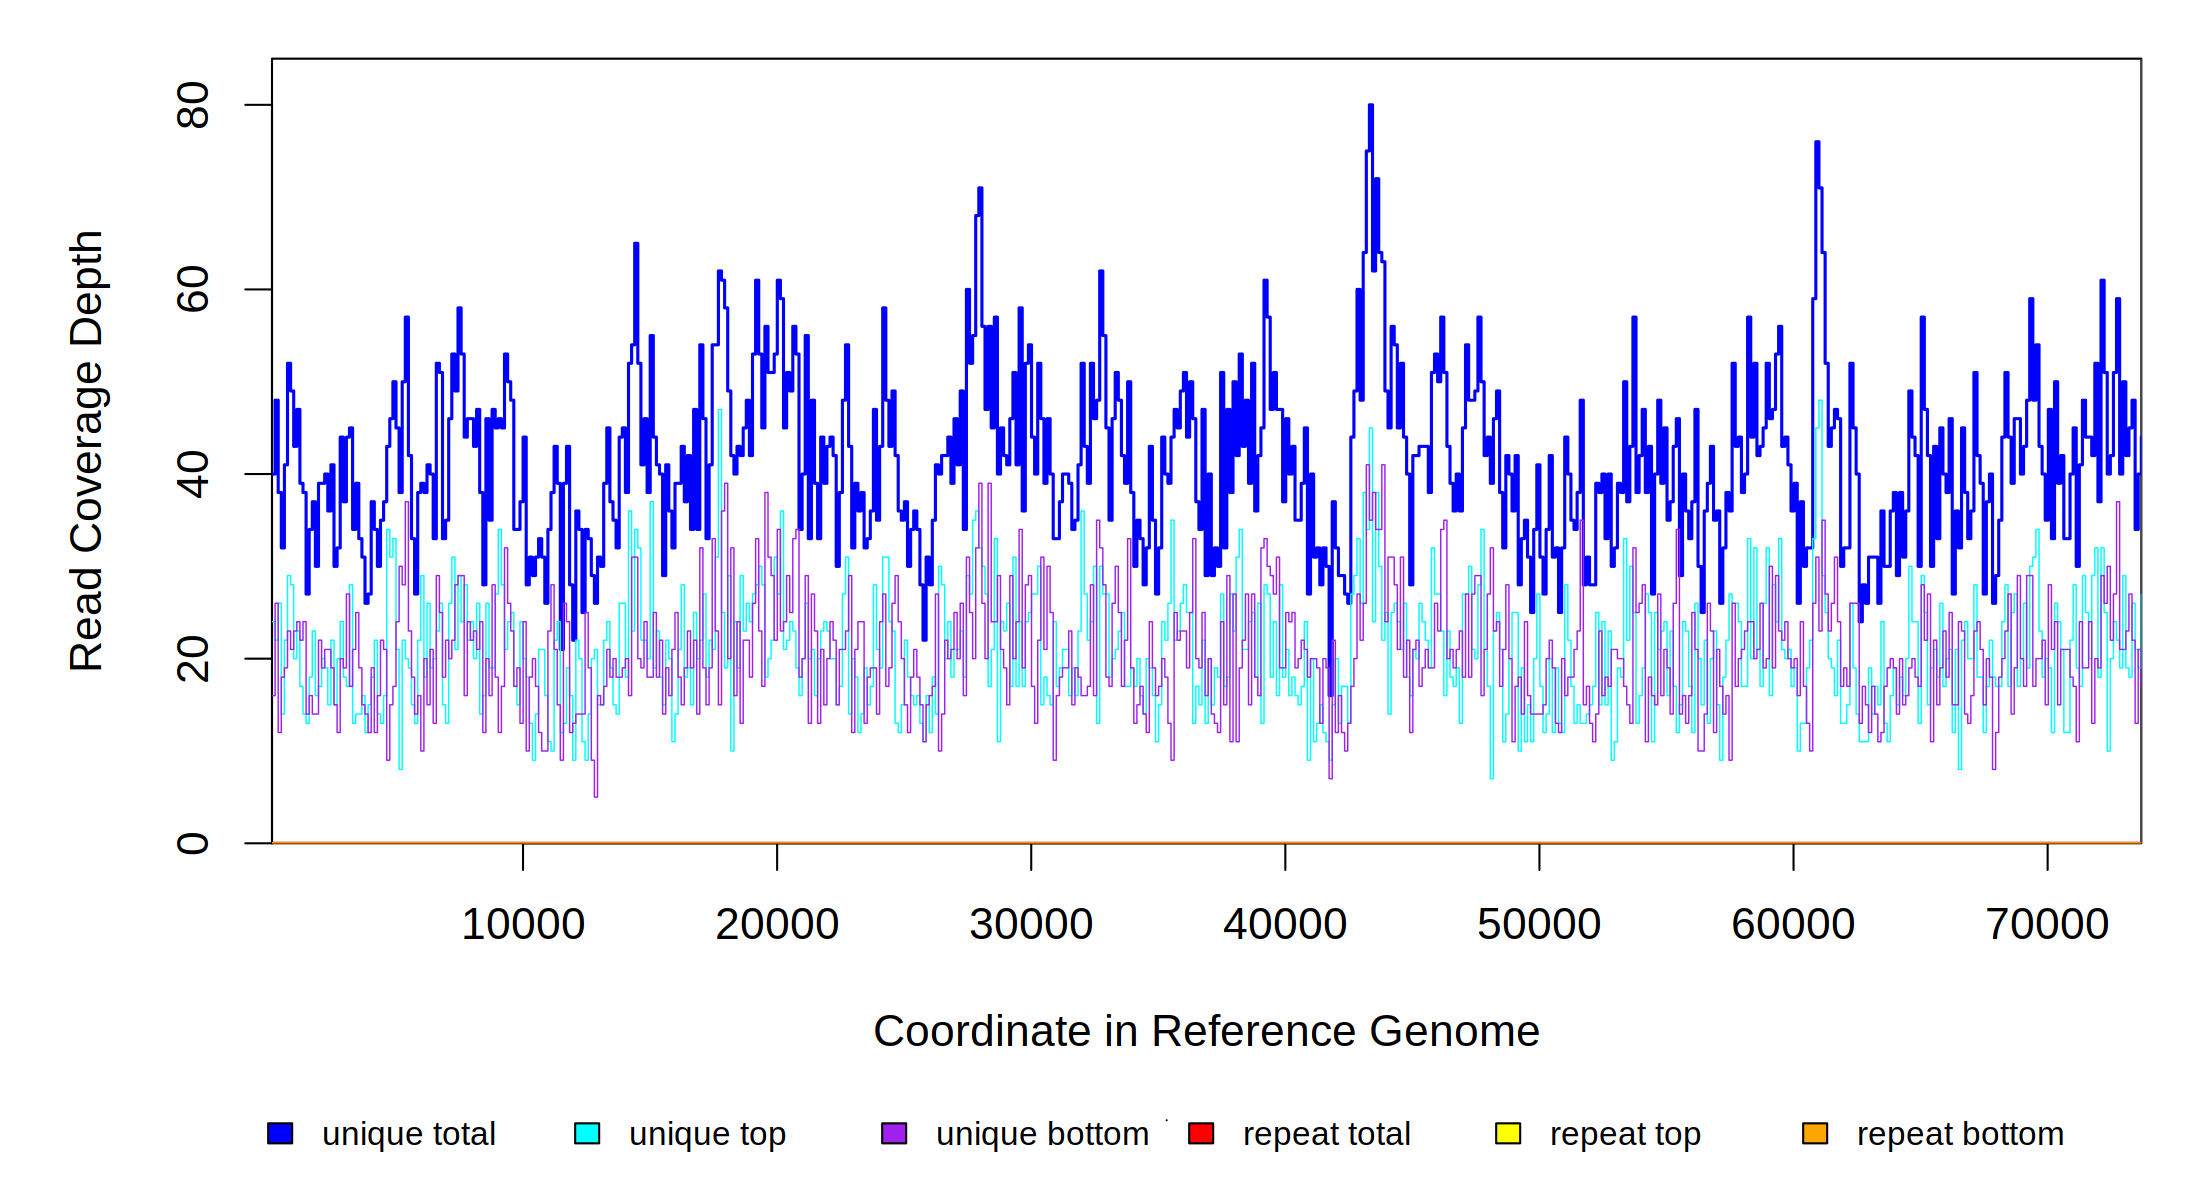 80
60
40
20
0
Read Coverage Depth
10000 20000 30000 40000 50000 60000 70000
Coordinate in Reference Genome
unique total unique top unique bottom repeat total repeat top repeat bottom